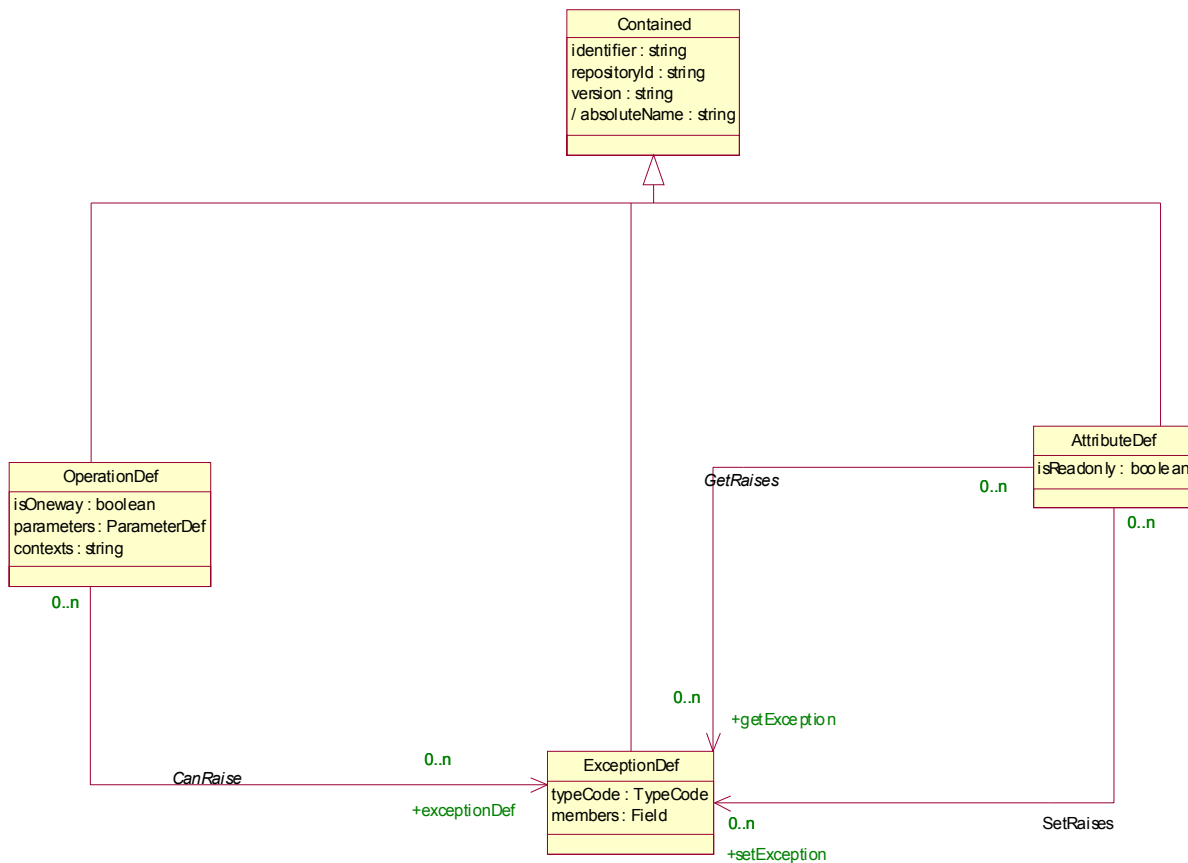 Contained
identifier : string
repositoryId : string
version : string
/ absoluteName : string
OperationDef
isOneway : boolean
parameters : ParameterDef
contexts : string
0..n
AttributeDef
isReadonly : boolean
GetRaises
0..n
0..n
0..n
+getException
CanRaise
0..n
+exceptionDef
ExceptionDef
typeCode : TypeCode
members : Field
0..n
+setException
SetRaises